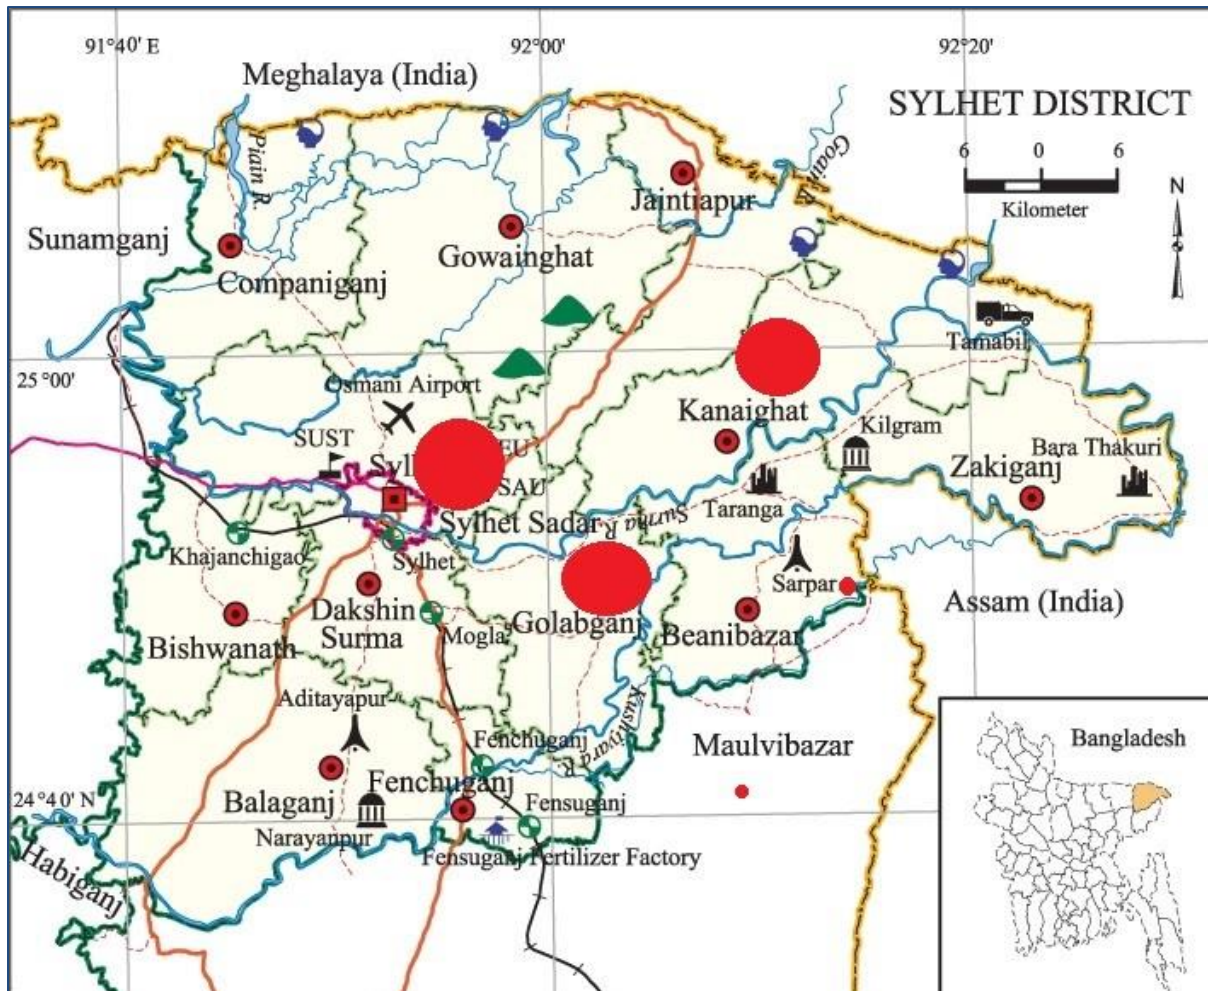 91°40' E
92°00'
92°20'
Meghalaya (India)
SYLHET DISTRICT
6 0 6
Kilometer
N
Piain R.
Goain R.
Jaintiapur
Sunamganj
Gowainghat
Companiganj
Tamabil
25°00'
Osmani Airport
Kanaighat
Kilgram
SUST
EU
Bara Thakuri
Zakiganj
SAU
Taranga
Sylhet Sadar
Surma R.
Khajanchigao
Sylhet
Sarpar
Dakshin
Surma
Golabganj
Beanibazar
Assam (India)
Bishwanath
Mogla
Aditayapur
Kushiyara R.
Maulvibazar
Bangladesh
Fenchuganj
Fenchuganj
24°40' N
Balaganj
Fensuganj
Narayanpur
Fensuganj Fertilizer Factory
Habiganj